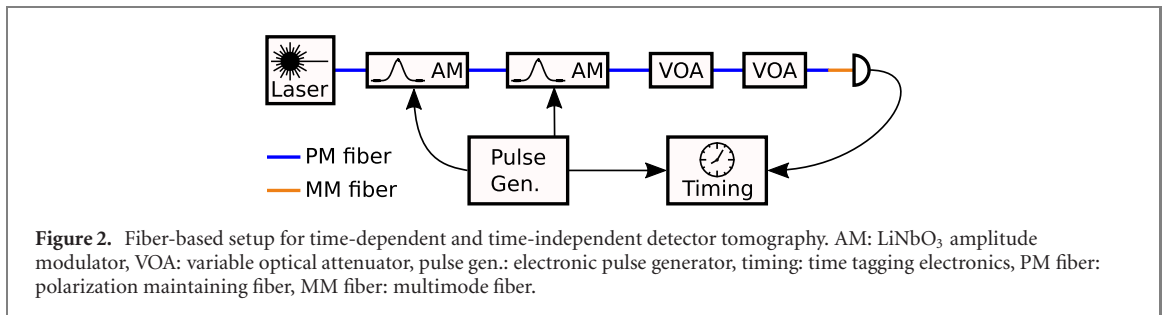 Laser
AM
AM
VOA
VOA
Pulse
Gen.
Timing
PM fiber
MM fiber
Figure 2. Fiber-based setup for time-dependent and time-independent detector tomography. AM: LiNbO₃ amplitude
modulator, VOA: variable optical attenuator, pulse gen.: electronic pulse generator, timing: time tagging electronics, PM fiber:
polarization maintaining fiber, MM fiber: multimode fiber.